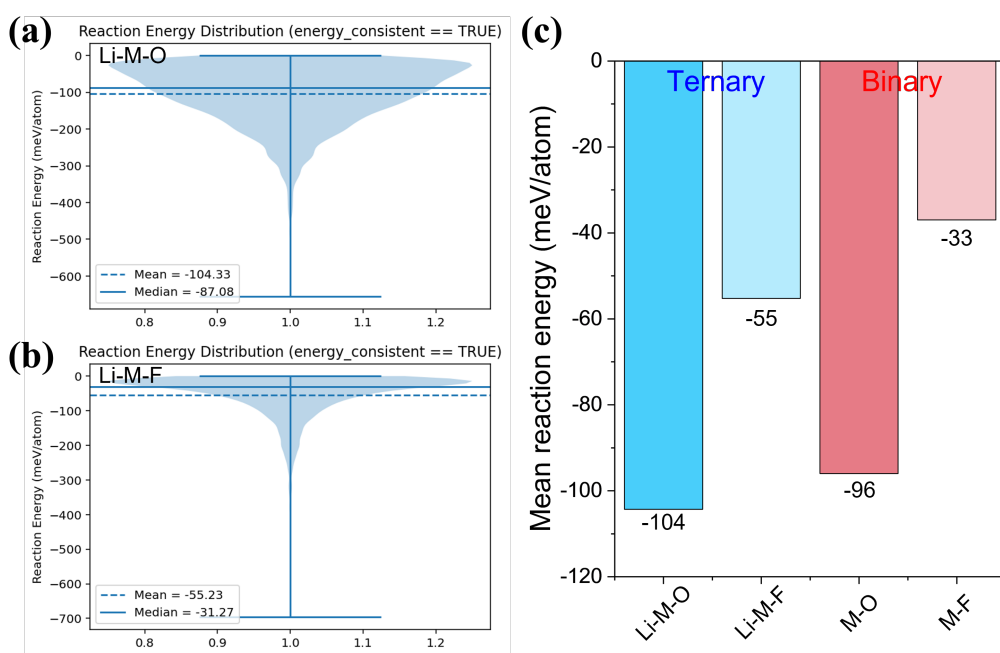 (a)
Reaction Energy Distribution (energy_consistent == TRUE)
Li-M-O
Reaction Energy (meV/atom)
0
−100
−200
−300
−400
−500
−600
Mean = -104.33
Median = -87.08
0.8 0.9 1.0 1.1 1.2
(b)
Reaction Energy Distribution (energy_consistent == TRUE)
Li-M-F
Reaction Energy (meV/atom)
0
−100
−200
−300
−400
−500
−600
−700
Mean = -55.23
Median = -31.27
0.8 0.9 1.0 1.1 1.2
(c)
Mean reaction energy (meV/atom)
0
-20
-40
-60
-80
-100
-120
Ternary Binary
-104
-55
-96
-33
Li-M-O
Li-M-F
M-O
M-F